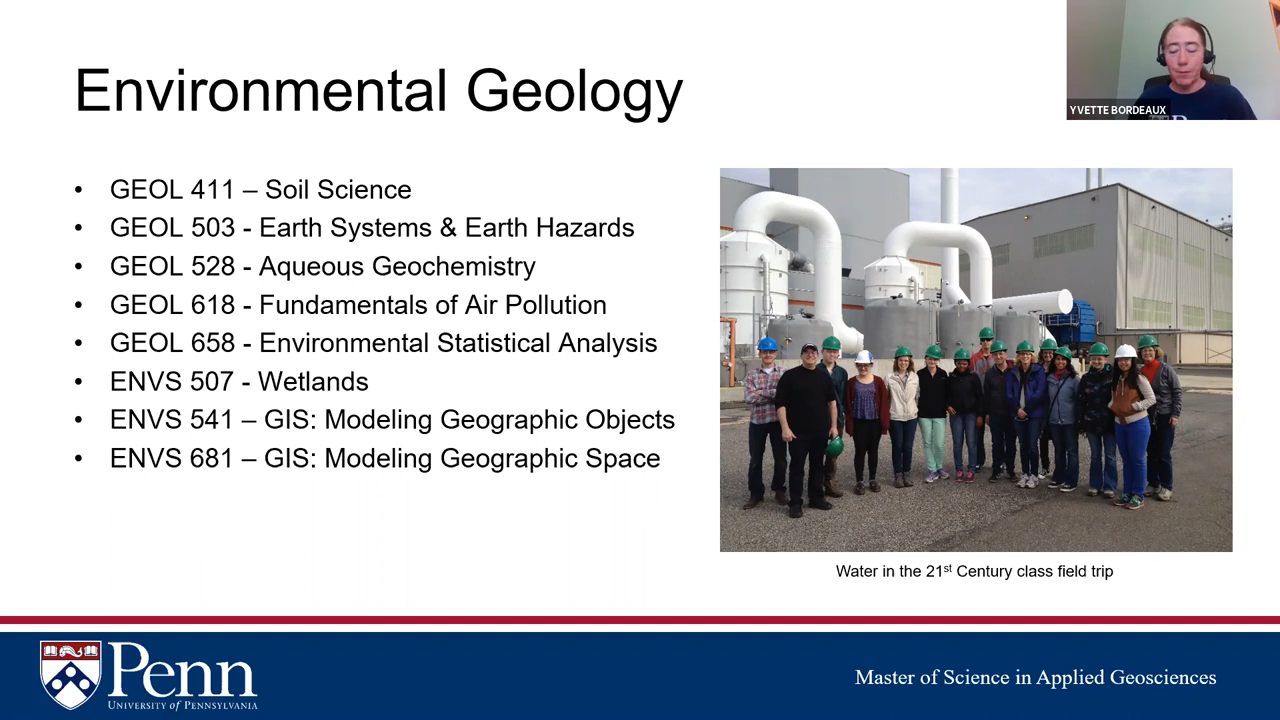 Environmental Geology
YVETTE BORDEAUX
• GEOL 411 – Soil Science
• GEOL 503 - Earth Systems & Earth Hazards
• GEOL 528 - Aqueous Geochemistry
• GEOL 618 - Fundamentals of Air Pollution
• GEOL 658 - Environmental Statistical Analysis
• ENVS 507 - Wetlands
• ENVS 541 – GIS: Modeling Geographic Objects
• ENVS 681 – GIS: Modeling Geographic Space
Water in the 21st Century class field trip
Penn
UNIVERSITY of PENNSYLVANIA
Master of Science in Applied Geosciences